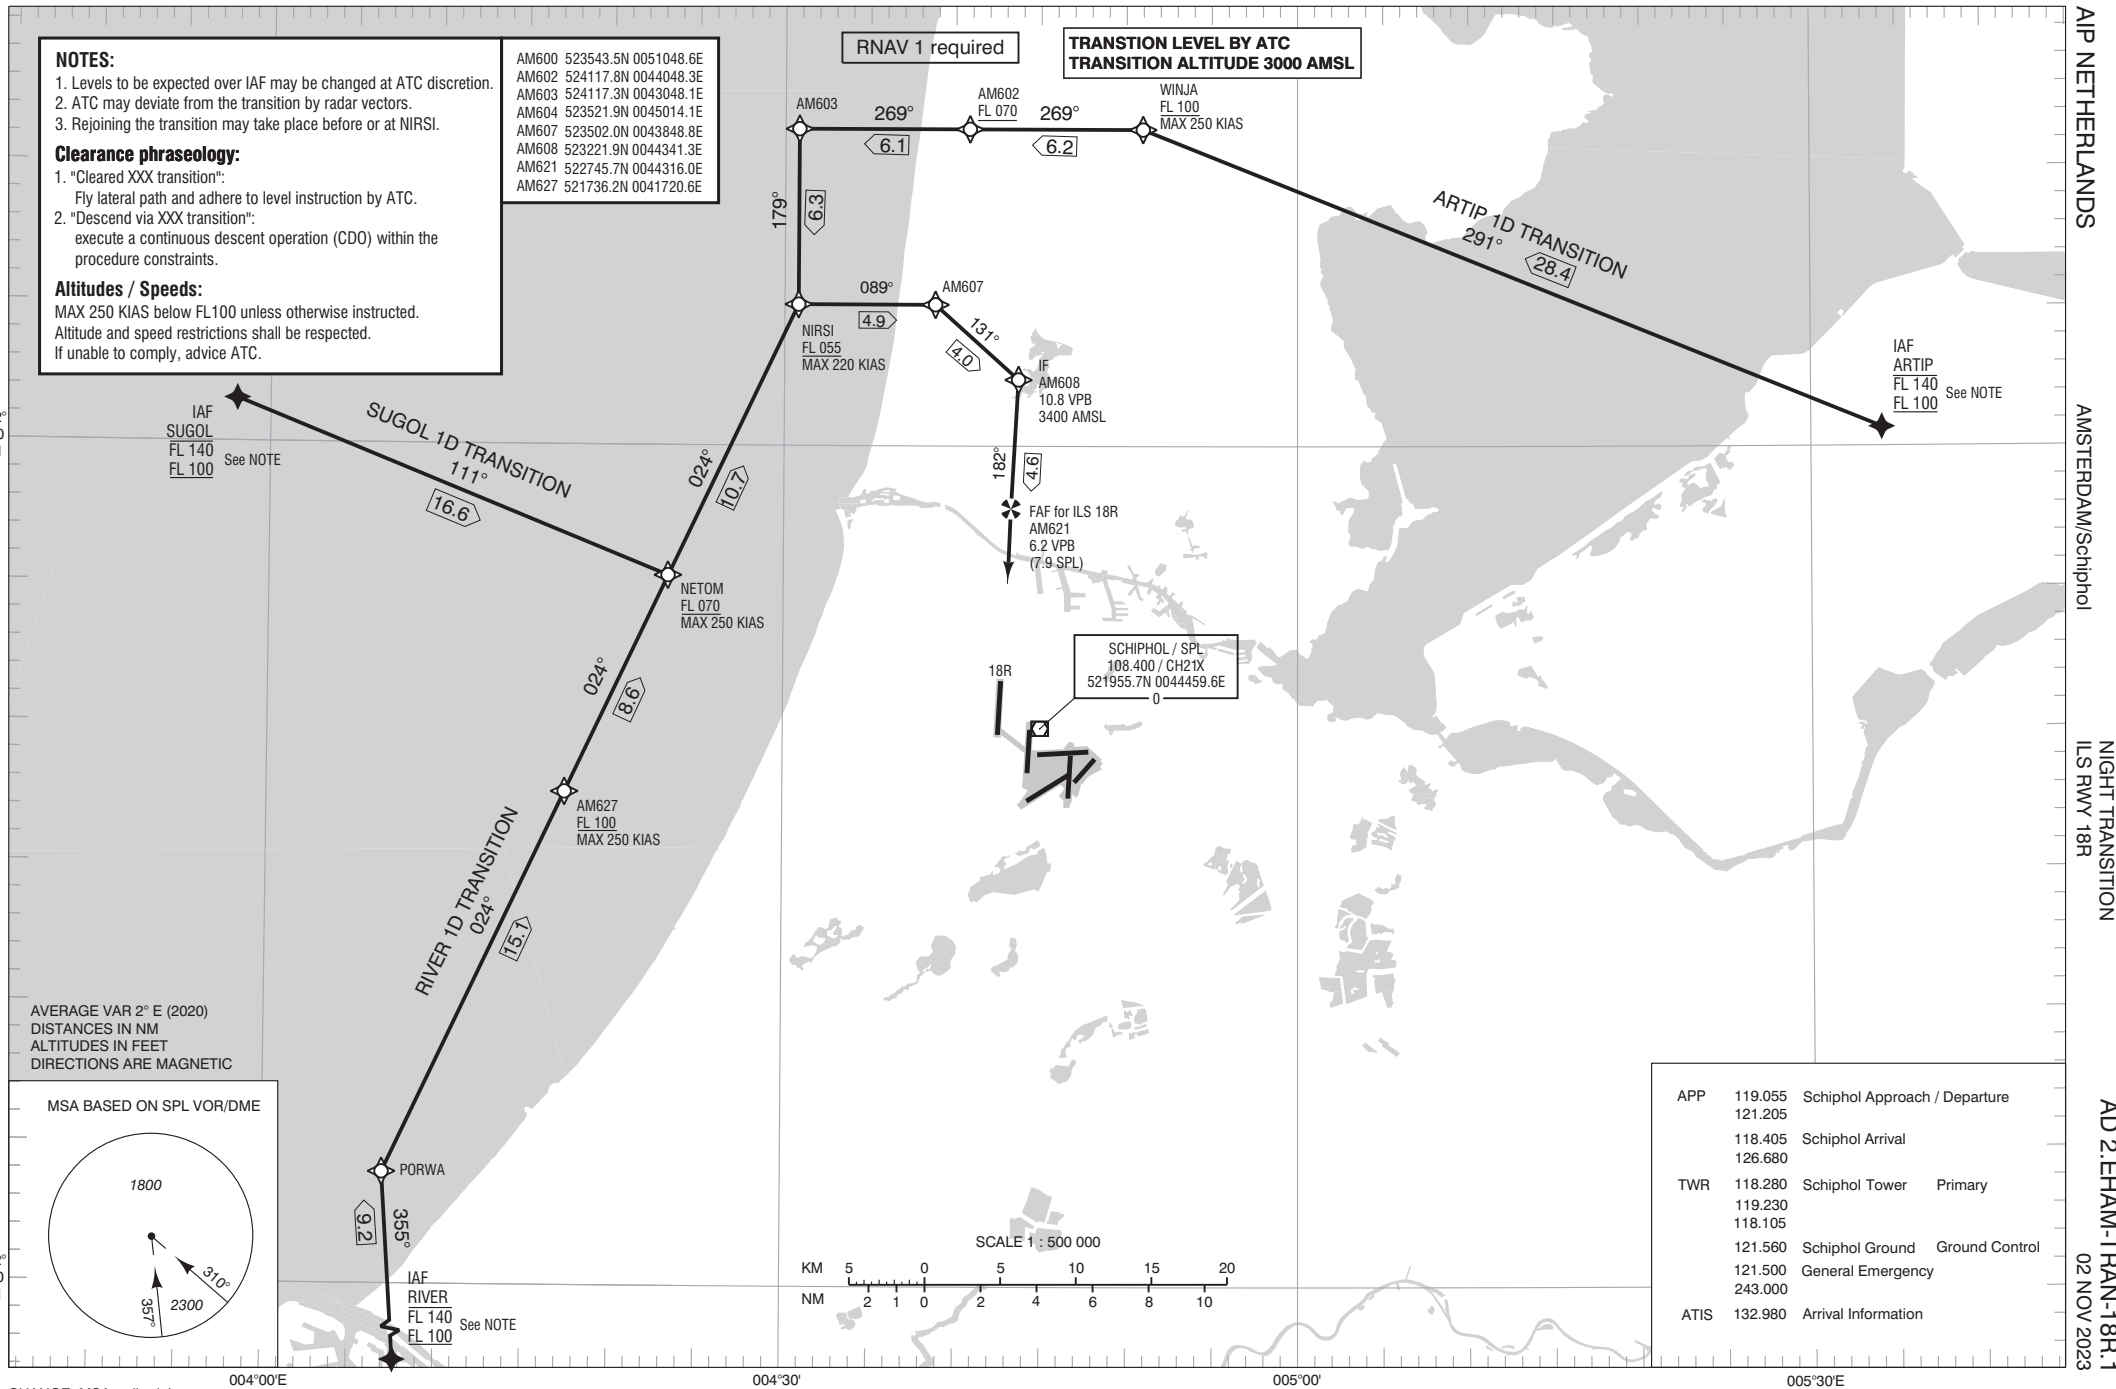 NOTES:
1. Levels to be expected over IAF may be changed at ATC discretion.
2. ATC may deviate from the transition by radar vectors.
3. Rejoining the transition may take place before or at NIRSI.
Clearance phraseology:
1. "Cleared XXX transition":
Fly lateral path and adhere to level instruction by ATC.
2. "Descend via XXX transition":
execute a continuous descent operation (CDO) within the
procedure constraints.
Altitudes / Speeds:
MAX 250 KIAS below FL100 unless otherwise instructed.
Altitude and speed restrictions shall be respected.
If unable to comply, advice ATC.
AM600 523543.5N 0051048.6E
AM602 524117.8N 0044048.3E
AM603 524117.3N 0043048.1E
AM604 523521.9N 0045014.1E
AM607 523502.0N 0043848.8E
AM608 523221.9N 0044341.3E
AM621 522745.7N 0044316.0E
AM627 521736.2N 0041720.6E
RNAV 1 required
TRANSTION LEVEL BY ATC
TRANSITION ALTITUDE 3000 AMSL
AM603
269°
6.1
AM602
FL 070
269°
6.2
WINJA
FL 100
MAX 250 KIAS
ARTIP 1D TRANSITION
291°
28.4
IAF
ARTIP
FL 140
FL 100
See NOTE
179°
6.3
089°
4.9
AM607
NIRSI
FL 055
MAX 220 KIAS
131°
4.0
IF
AM608
10.8 VPB
3400 AMSL
182°
4.6
FAF for ILS 18R
AM621
6.2 VPB
(7.9 SPL)
IAF
SUGOL
FL 140
FL 100
See NOTE
SUGOL 1D TRANSITION
111°
16.6
024°
10.7
NETOM
FL 070
MAX 250 KIAS
024°
8.6
18R
SCHIPHOL / SPL
108.400 / CH21X
521955.7N 0044459.6E
0
AM627
FL 100
MAX 250 KIAS
RIVER 1D TRANSITION
024°
15.1
PORWA
9.2
355°
IAF
RIVER
FL 140
FL 100
See NOTE
AVERAGE VAR 2° E (2020)
DISTANCES IN NM
ALTITUDES IN FEET
DIRECTIONS ARE MAGNETIC
MSA BASED ON SPL VOR/DME
1800
310°
357°
2300
SCALE 1 : 500 000
KM 5 0 5 10 15 20
NM 2 1 0 2 4 6 8 10
APP 119.055 Schiphol Approach / Departure
121.205
118.405 Schiphol Arrival
126.680
TWR 118.280 Schiphol Tower Primary
119.230
118.105
121.560 Schiphol Ground Ground Control
121.500 General Emergency
243.000
ATIS 132.980 Arrival Information
004°00'E
004°30'
005°00'
005°30'E
AIP NETHERLANDS
AMSTERDAM/Schiphol
NIGHT TRANSITION
ILS RWY 18R
AD 2.EHAM-TRAN-18R.1
02 NOV 2023